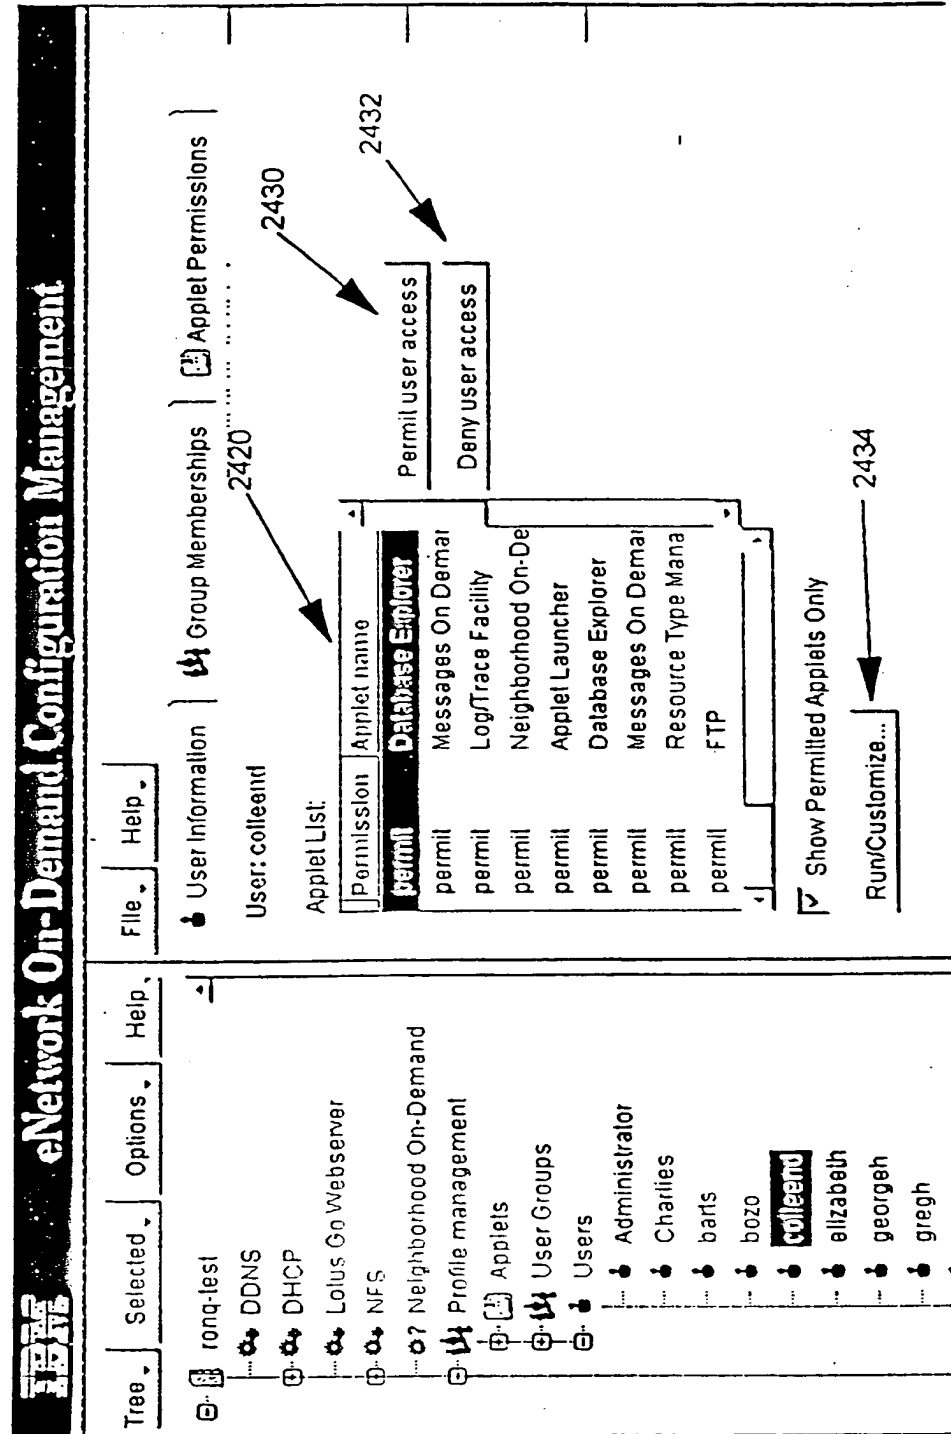 IBM eNetwork On-Demand Configuration Management
Tree Selected Options Help
ronq-test
DDNS
DHCP
Lotus Go Webserver
NFS
? Neighborhood On-Demand
Profile management
Applets
User Groups
Users
Administrator
Charlies
barts
bozo
colleend
elizabeth
georgeh
gregh
File Help
User Information Group Memberships Applet Permissions
User: colleend
2420
2430
2432
Applet List:
Permission Applet name
permit Database Explorer
permit Messages On Deman
permit Log/Trace Facility
permit Neighborhood On-De
permit Applet Launcher
permit Database Explorer
permit Messages On Deman
permit Resource Type Mana
permit FTP
Permit user access
Deny user access
Show Permitted Applets Only
Run/Customize...
2434